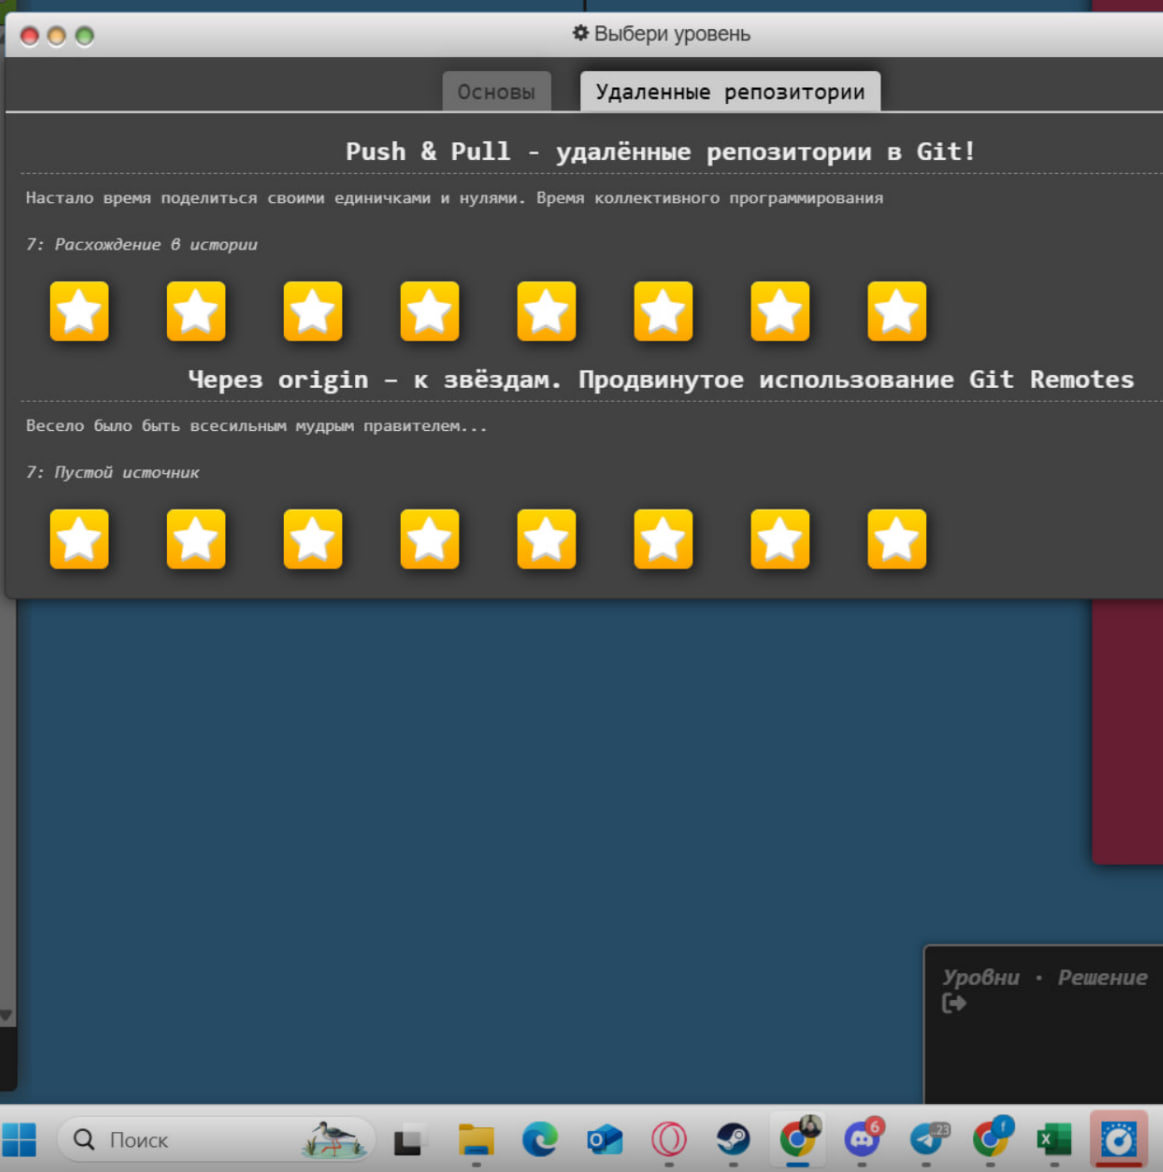 Выбери уровень
Основы
Удаленные репозитории
Push & Pull - удалённые репозитории в Git!
Настало время поделиться своими единичками и нулями. Время коллективного программирования
7: Расхождение в истории
Через origin – к звёздам. Продвинутое использование Git Remotes
Весело было быть всесильным мудрым правителем...
7: Пустой источник
Уровни · Решение
Поиск
6
23